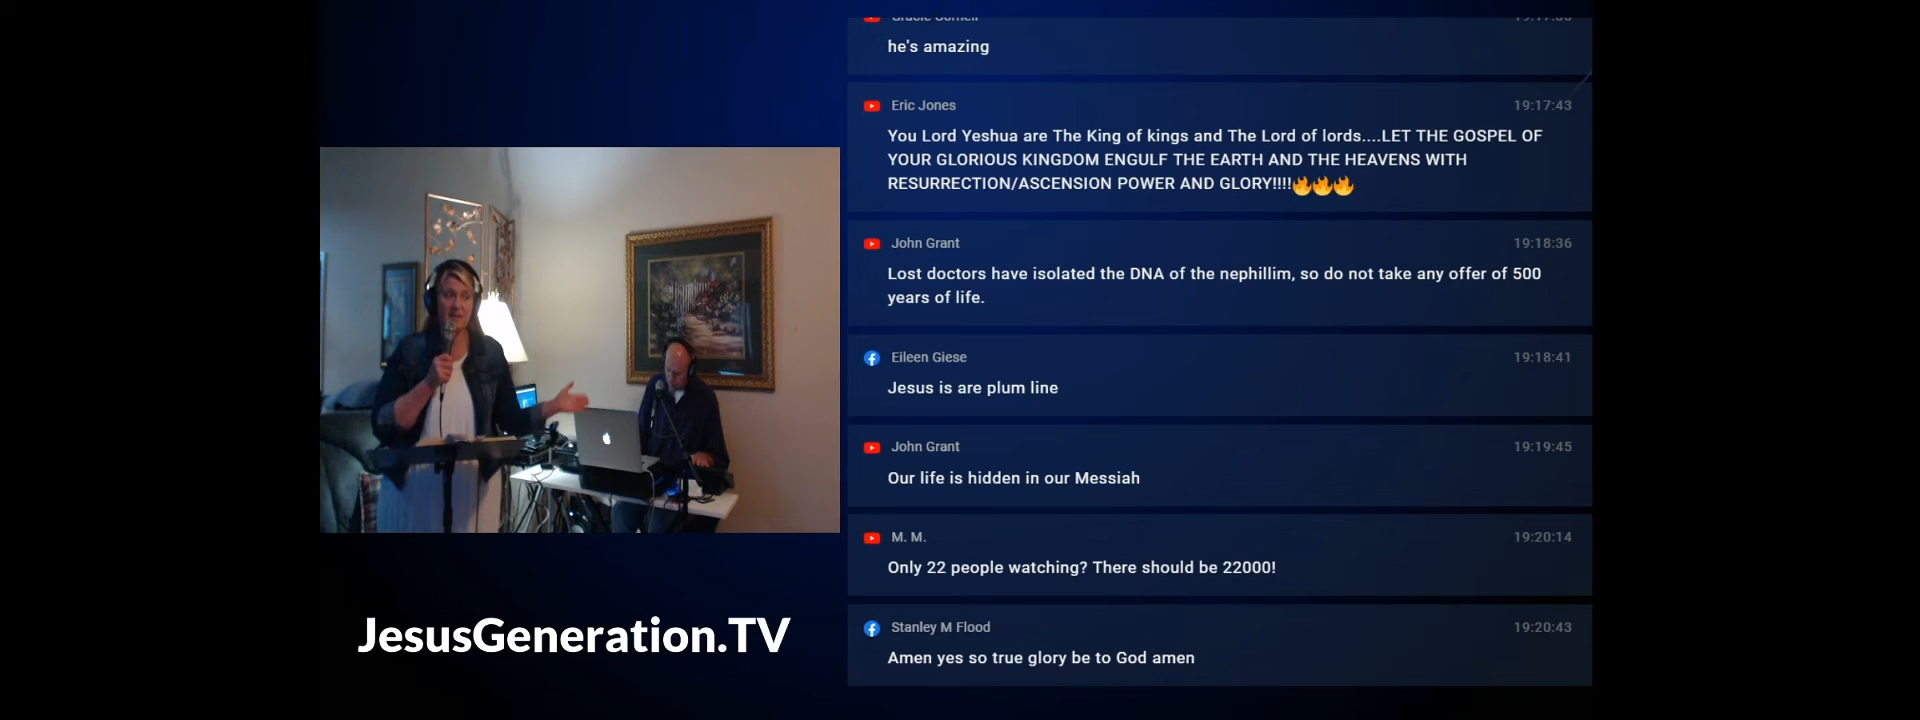 he's amazing
Eric Jones 19:17:43
You Lord Yeshua are The King of kings and The Lord of lords....LET THE GOSPEL OF
YOUR GLORIOUS KINGDOM ENGULF THE EARTH AND THE HEAVENS WITH
RESURRECTION/ASCENSION POWER AND GLORY!!!!🔥🔥🔥
John Grant 19:18:36
Lost doctors have isolated the DNA of the nephillim, so do not take any offer of 500
years of life.
Eileen Giese 19:18:41
Jesus is are plum line
John Grant 19:19:45
Our life is hidden in our Messiah
M. M. 19:20:14
Only 22 people watching? There should be 22000!
Stanley M Flood 19:20:43
Amen yes so true glory be to God amen
JesusGeneration.TV